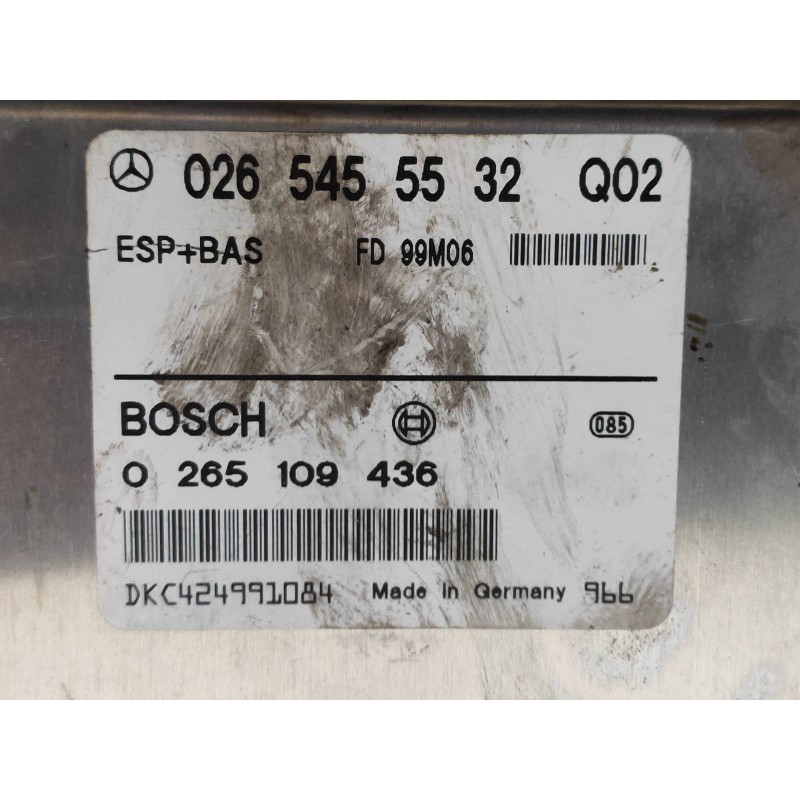 026 545 55 32 Q02
ESP+BAS FD 99M06
BOSCH 085
0 265 109 436
DKC424991084 Made In Germany 966